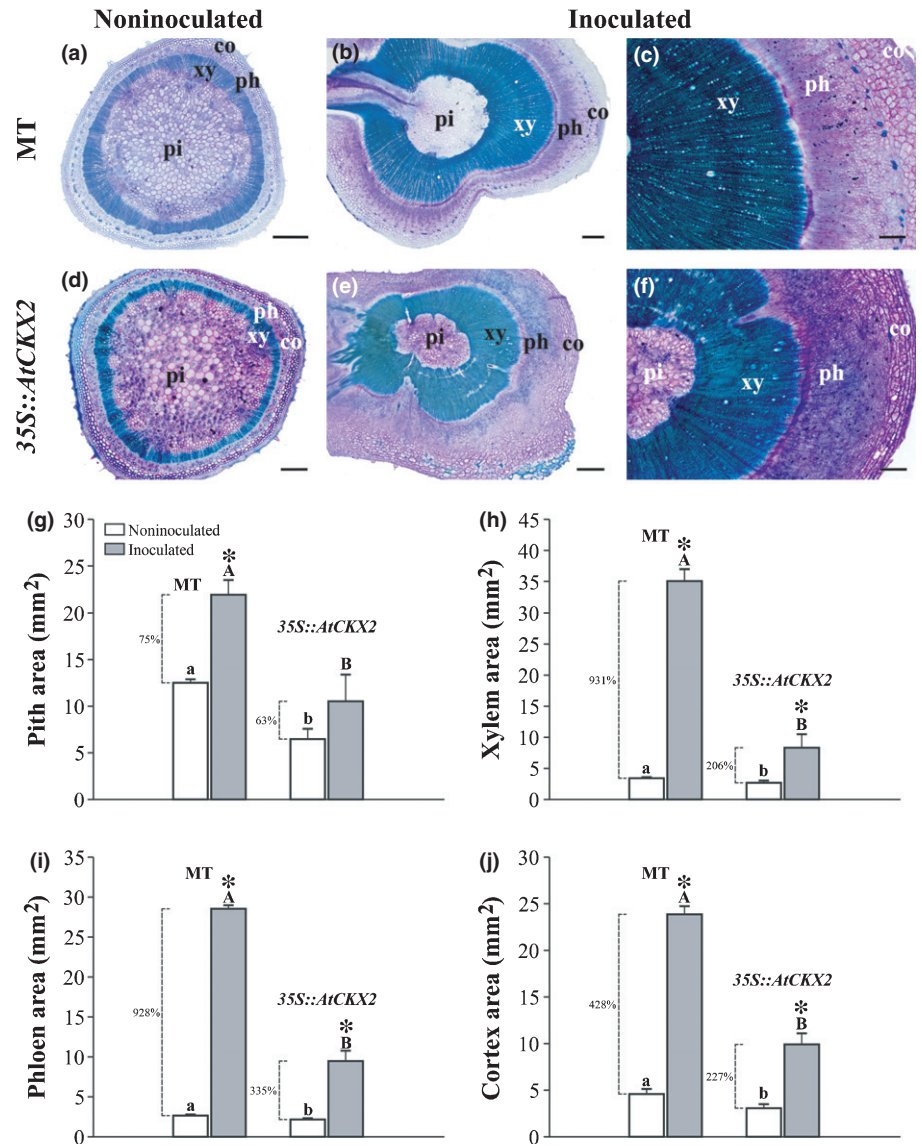 Noninoculated
Inoculated
MT
(a)
co
xy
ph
pi
(b)
pi
xy
ph
co
(c)
co
ph
xy
35S::AtCKX2
(d)
ph
xy
co
pi
(e)
pi
xy
ph
co
(f)
co
pi
xy
ph
(g)
Pith area (mm2)
30
25
20
15
10
5
0
Noninoculated
Inoculated
MT
*
A
75%
a
35S::AtCKX2
B
63%
b
(h)
Xylem area (mm2)
45
40
35
30
25
20
15
10
5
0
MT
*
A
931%
a
35S::AtCKX2
*
B
206%
b
(i)
Phloen area (mm2)
35
30
25
20
15
10
5
0
MT
*
A
928%
a
35S::AtCKX2
*
B
335%
b
(j)
Cortex area (mm2)
30
25
20
15
10
5
0
MT
*
A
428%
a
35S::AtCKX2
*
B
227%
b